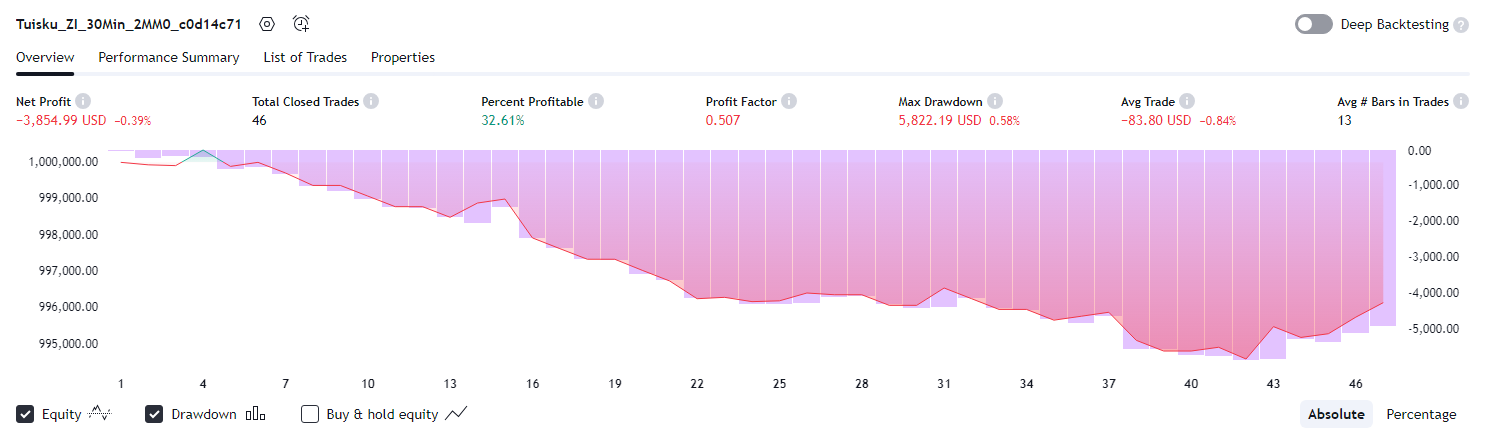 Tuisku_ZI_30Min_2MM0_c0d14c71 Deep Backtesting ?
Overview Performance Summary List of Trades Properties
Net Profit Total Closed Trades Percent Profitable Profit Factor Max Drawdown Avg Trade Avg # Bars in Trades
−3,854.99 USD −0.39% 46 32.61% 0.507 5,822.19 USD 0.58% −83.80 USD −0.84% 13
1,000,000.00 0.00
999,000.00 -1,000.00
998,000.00 -2,000.00
997,000.00 -3,000.00
996,000.00 -4,000.00
995,000.00 -5,000.00
1 4 7 10 13 16 19 22 25 28 31 34 37 40 43 46
Equity Drawdown Buy & hold equity Absolute Percentage